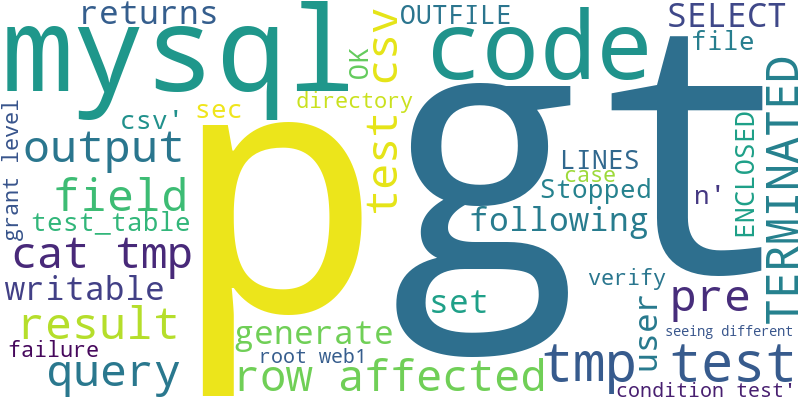 returns
OUTFILE
SELECT
mysql
code
file
OK
csv
directory
sec
grant level
csv'
output
test
p
gt
LINES
case
Stopped
n'
ENCLOSED
TERMINATED
field
test_table
following
cat tmp
writable
verify
set
pre
user
result
generate
seeing different
failure
root web1
query
row affected
tmp test
condition test'